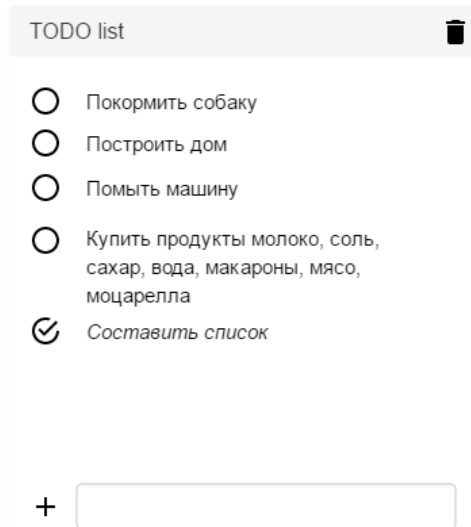 TODO list
Покормить собаку
Построить дом
Помыть машину
Купить продукты молоко, соль,
сахар, вода, макароны, мясо,
моцарелла
Составить список